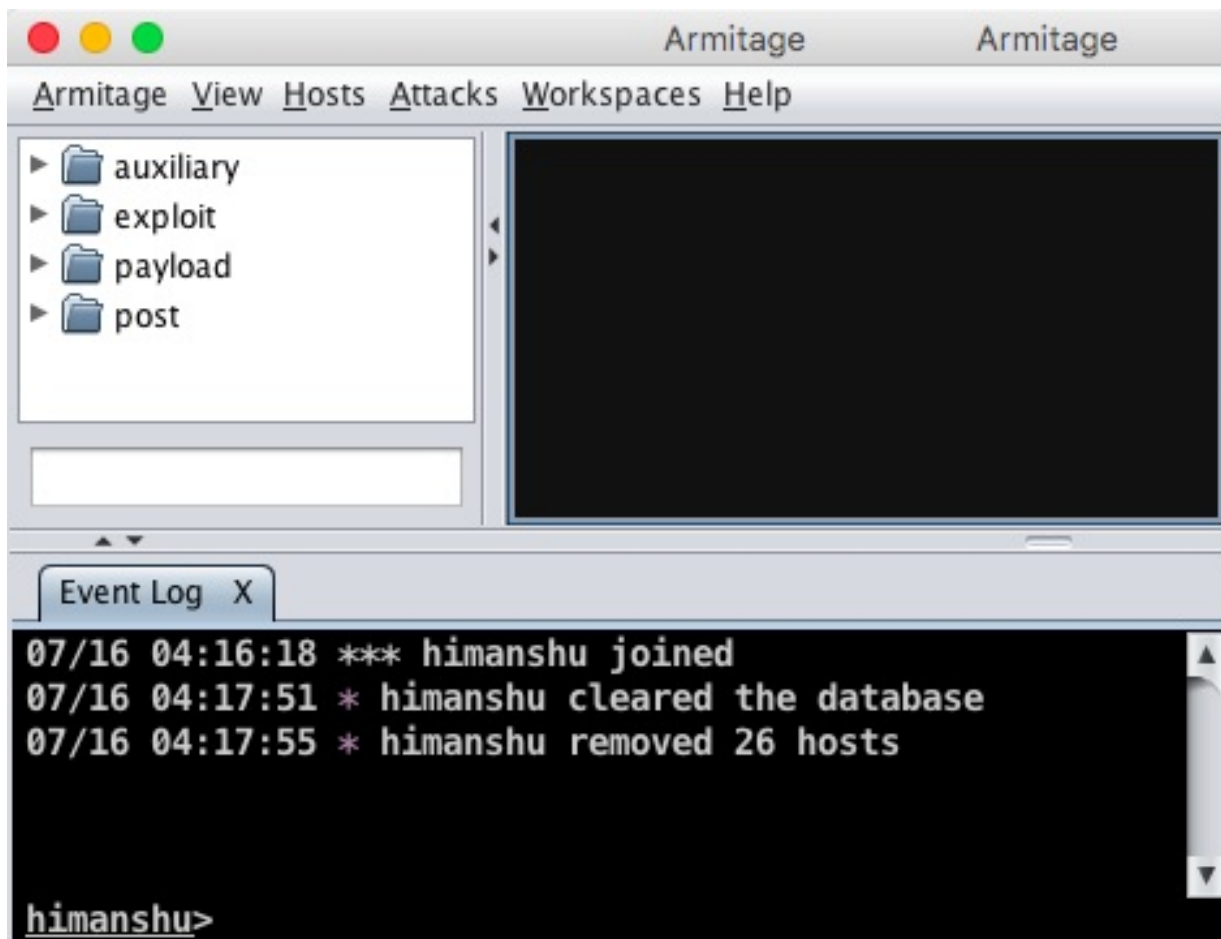 Armitage Armitage
Armitage View Hosts Attacks Workspaces Help
auxiliary
exploit
payload
post
Event Log X
07/16 04:16:18 *** himanshu joined
07/16 04:17:51 * himanshu cleared the database
07/16 04:17:55 * himanshu removed 26 hosts
himanshu>